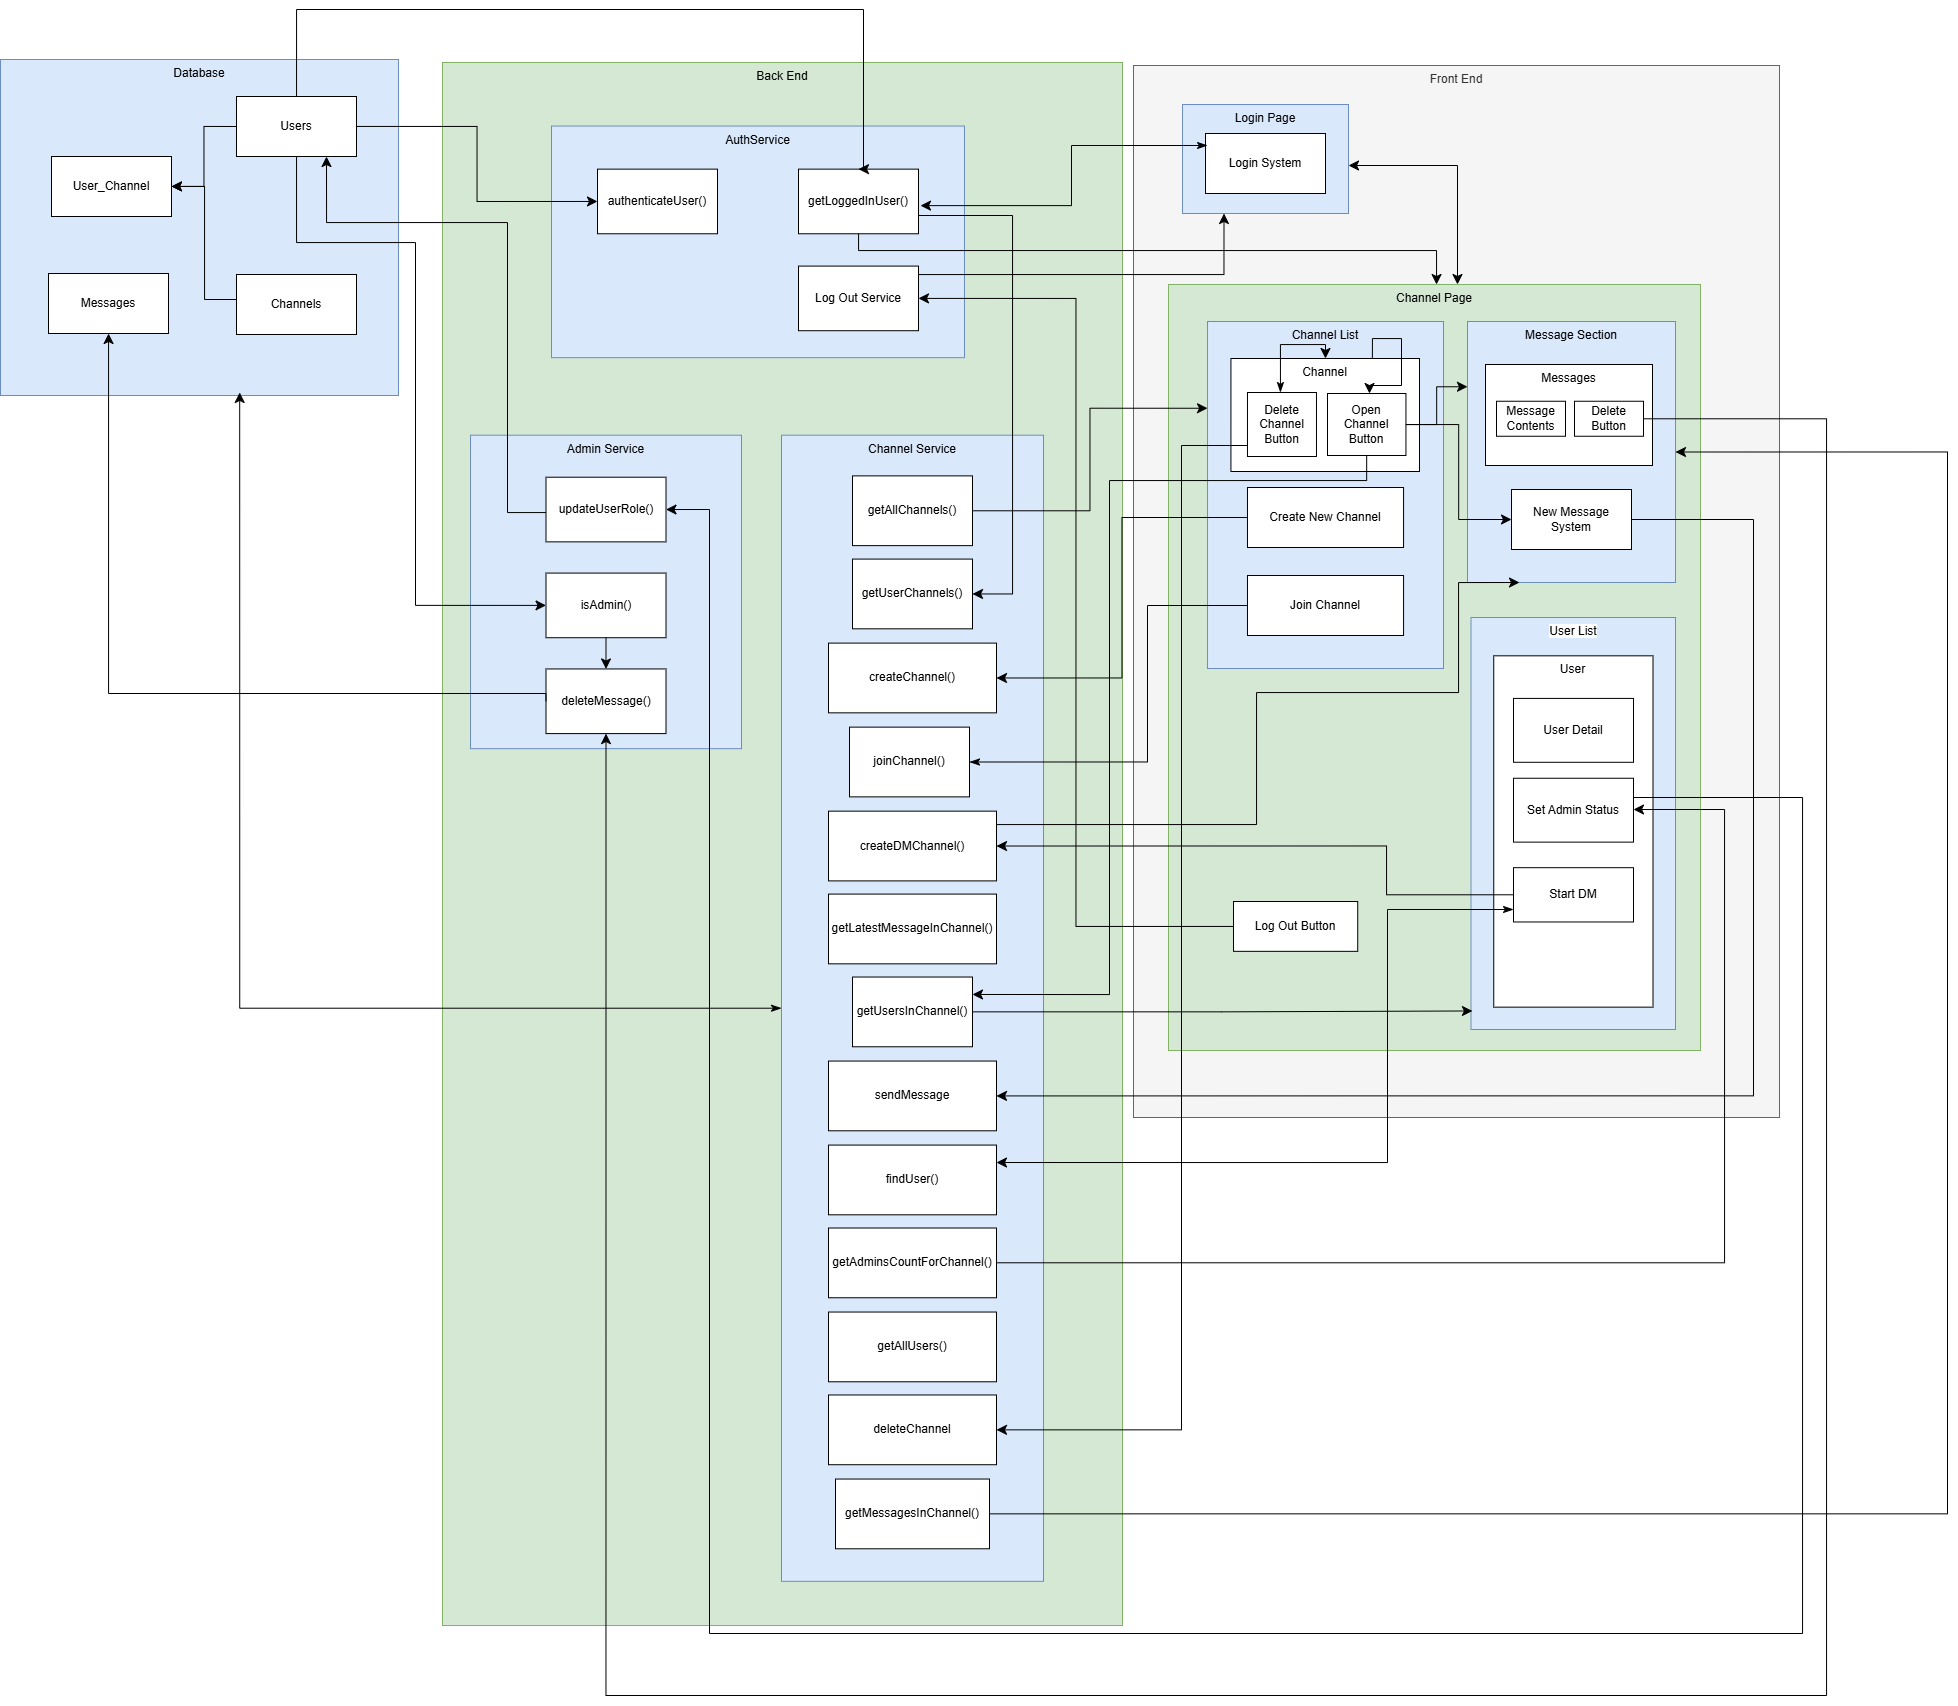 Database
Users
User_Channel
Messages
Channels
Back End
AuthService
authenticateUser()
getLoggedInUser()
Log Out Service
Admin Service
updateUserRole()
isAdmin()
deleteMessage()
Channel Service
getAllChannels()
getUserChannels()
createChannel()
joinChannel()
createDMChannel()
getLatestMessageInChannel()
getUsersInChannel()
sendMessage
findUser()
getAdminsCountForChannel()
getAllUsers()
deleteChannel
getMessagesInChannel()
Front End
Login Page
Login System
Channel Page
Channel List
Channel
Delete
Channel
Button
Open
Channel
Button
Create New Channel
Join Channel
Message Section
Messages
Message
Contents
Delete
Button
New Message
System
User List
User
User Detail
Set Admin Status
Start DM
Log Out Button